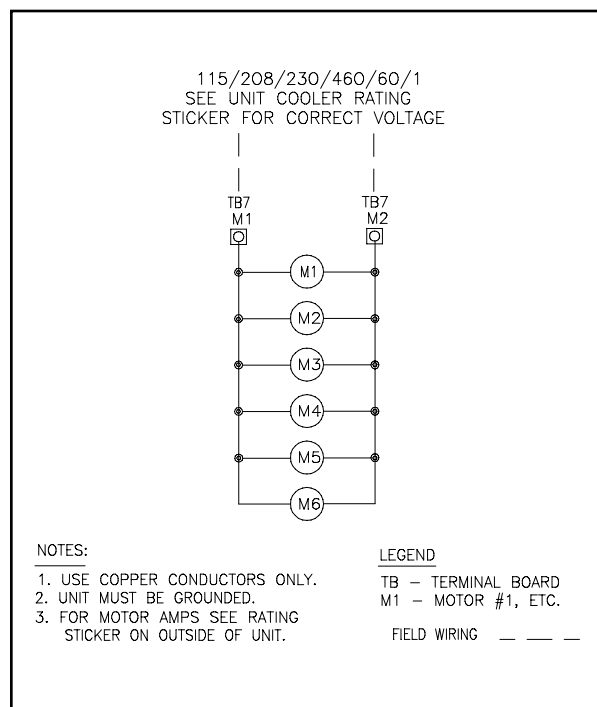 115/208/230/460/60/1
SEE UNIT COOLER RATING
STICKER FOR CORRECT VOLTAGE
TB7
M1
TB7
M2
M1
M2
M3
M4
M5
M6
NOTES:
1. USE COPPER CONDUCTORS ONLY.
2. UNIT MUST BE GROUNDED.
3. FOR MOTOR AMPS SEE RATING
STICKER ON OUTSIDE OF UNIT.
LEGEND
TB – TERMINAL BOARD
M1 – MOTOR #1, ETC.
FIELD WIRING